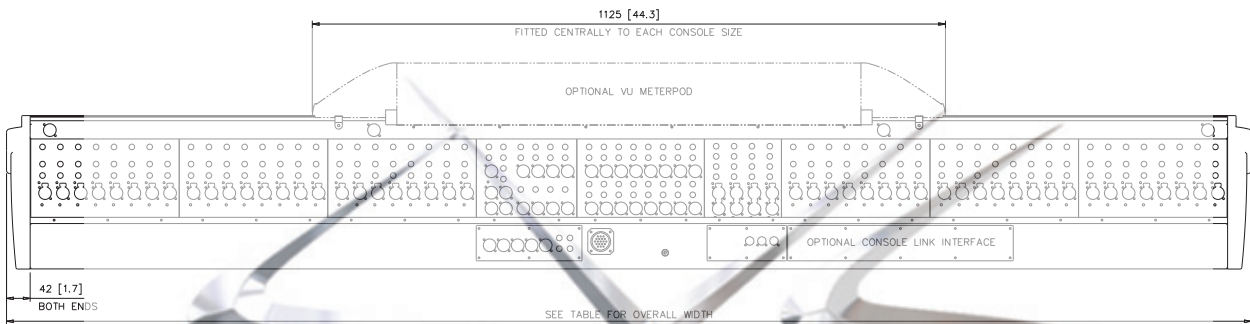 1125 [44.3]
FITTED CENTRALLY TO EACH CONSOLE SIZE
OPTIONAL VU METERPOD
OPTIONAL CONSOLE LINK INTERFACE
42 [1.7]
BOTH ENDS
SEE TABLE FOR OVERALL WIDTH